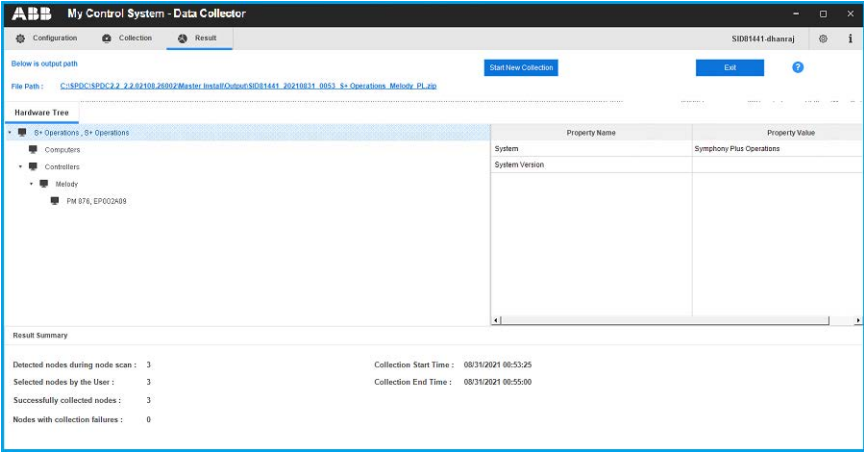 ABB My Control System - Data Collector
Configuration Collection Result SID81441-dhanraj i
Below is output path Start New Collection Exit ?
File Path : C:\SPDC\SPDC2.2_2.2.02108.26002\Master Install\Output\SID81441_20210831_0053_S+ Operations_Melody_PL.zip
Hardware Tree
S+ Operations , S+ Operations
Computers
Controllers
Melody
PM 876, EP002A09
Property Name Property Value
System Symphony Plus Operations
System Version
Result Summary
Detected nodes during node scan : 3 Collection Start Time : 08/31/2021 00:53:25
Selected nodes by the User : 3 Collection End Time : 08/31/2021 00:55:00
Successfully collected nodes : 3
Nodes with collection failures : 0